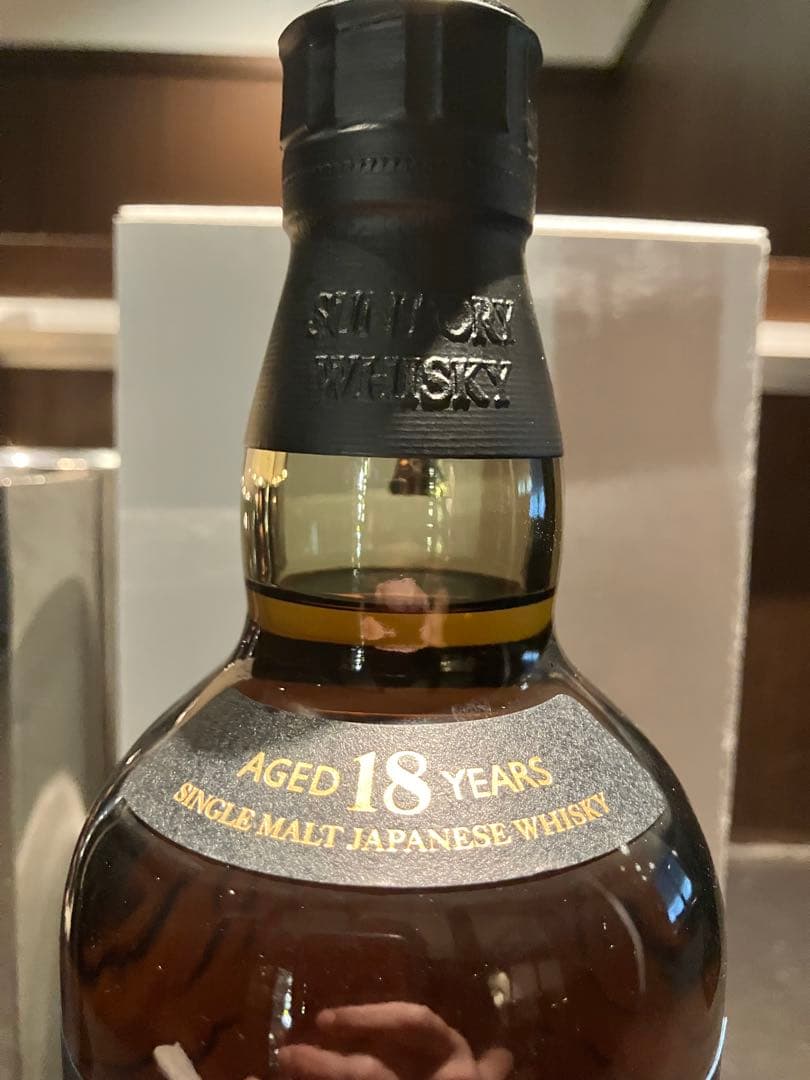 SUNTORY
WHISKY
AGED 18 YEARS
SINGLE MALT JAPANESE WHISKY